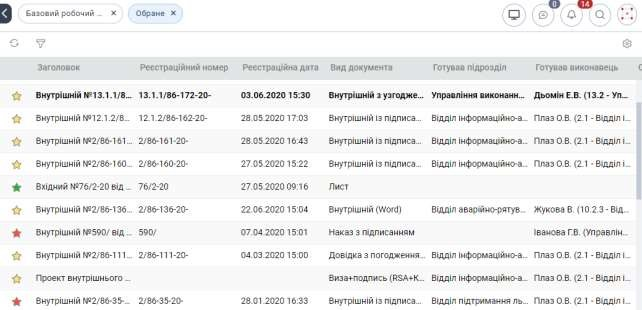 Базовий робочий ... × Обране × 0 14
Заголовок Реєстраційний номер Реєстраційна дата Вид документа Готував підрозділ Готував виконавець
Внутрішній №13.1.1/8... 13.1.1/86-172-20- 03.06.2020 15:30 Внутрішній з узгодже... Управління виконанн... Дьомін Е.В. (13.2 - Уп...
Внутрішній №12.1.2/8... 12.1.2/86-162-20- 28.05.2020 17:03 Внутрішній із підписа... Відділ інформаційно-а... Плаз О.В. (2.1 - Відділ і...
Внутрішній №2/86-161... 2/86-161-20- 28.05.2020 16:43 Внутрішній із підписа... Відділ інформаційно-а... Плаз О.В. (2.1 - Відділ і...
Внутрішній №2/86-160... 2/86-160-20- 27.05.2020 15:22 Внутрішній із підписа... Відділ інформаційно-а... Плаз О.В. (2.1 - Відділ і...
Вхідний №76/2-20 від ... 76/2-20 27.05.2020 09:16 Лист
Внутрішній №2/86-136... 2/86-136-20- 22.06.2020 15:04 Внутрішній (Word) Відділ аварійно-рятув... Жукова В. (10.2.3 - Від...
Внутрішній №590/ від ... 590/ 07.04.2020 15:01 Наказ з підписанням Іванова Г.В. (Управлін...
Внутрішній №2/86-111... 2/86-111-20- 04.03.2020 15:00 Довідка з погодження... Відділ інформаційно-а... Плаз О.В. (2.1 - Відділ і...
Проект внутрішнього ... Виза+подпись (RSA+К... Відділ інформаційно-а... Плаз О.В. (2.1 - Відділ і...
Внутрішній №2/86-35-... 2/86-35-20- 28.01.2020 16:33 Внутрішній із підписа... Відділ підтримання ль... Плаз О.В. (2.1 - Відділ і...